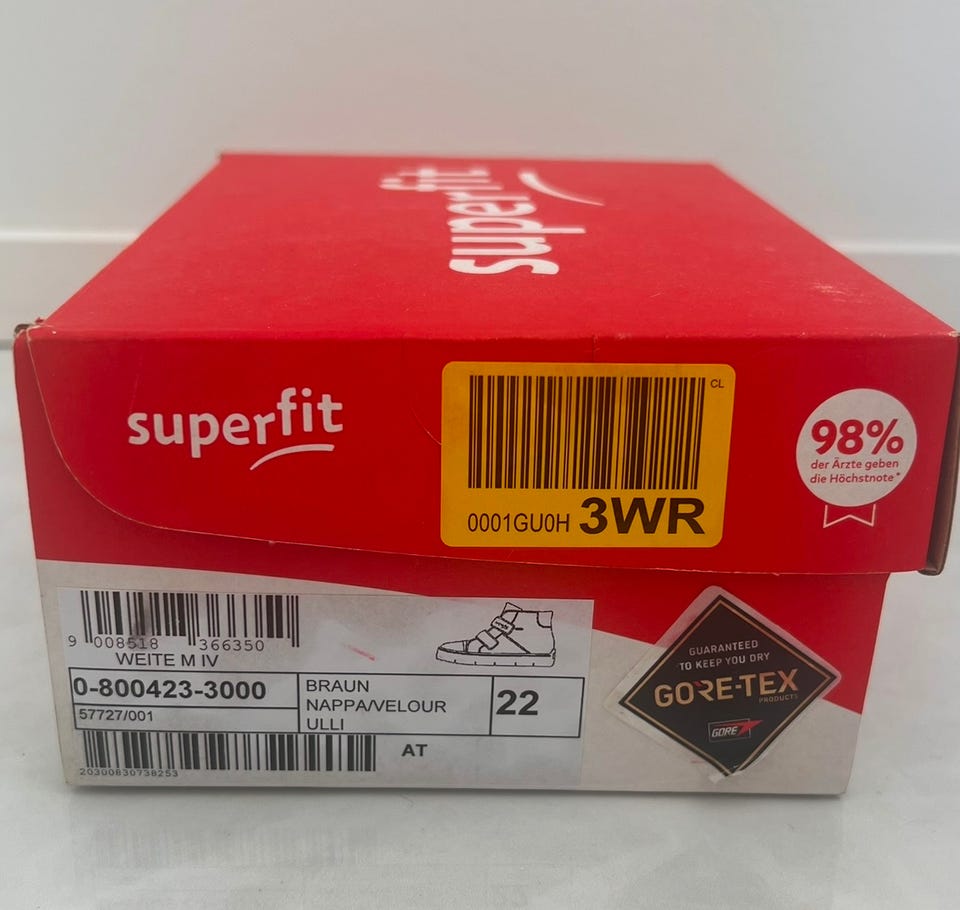 superfit
superfit
CL
0001GU0H 3WR
98%
der Ärzte geben
die Höchstnote*
9 008518 366350
WEITE M IV
0-800423-3000
57727/001
BRAUN
NAPPA/VELOUR
ULLI
22
AT
20300830738253
GUARANTEED
TO KEEP YOU DRY
GORE-TEX
PRODUCTS
GORE